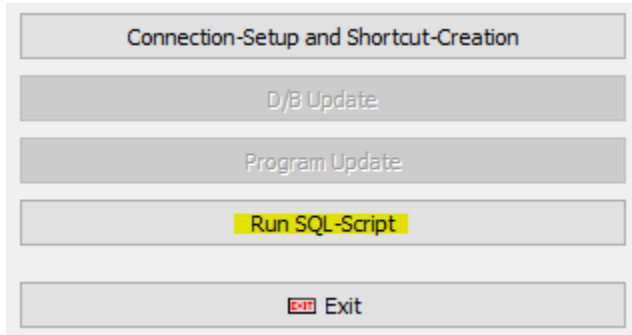 Connection-Setup and Shortcut-Creation
D/B Update
Program Update
Run SQL-Script
EXIT Exit